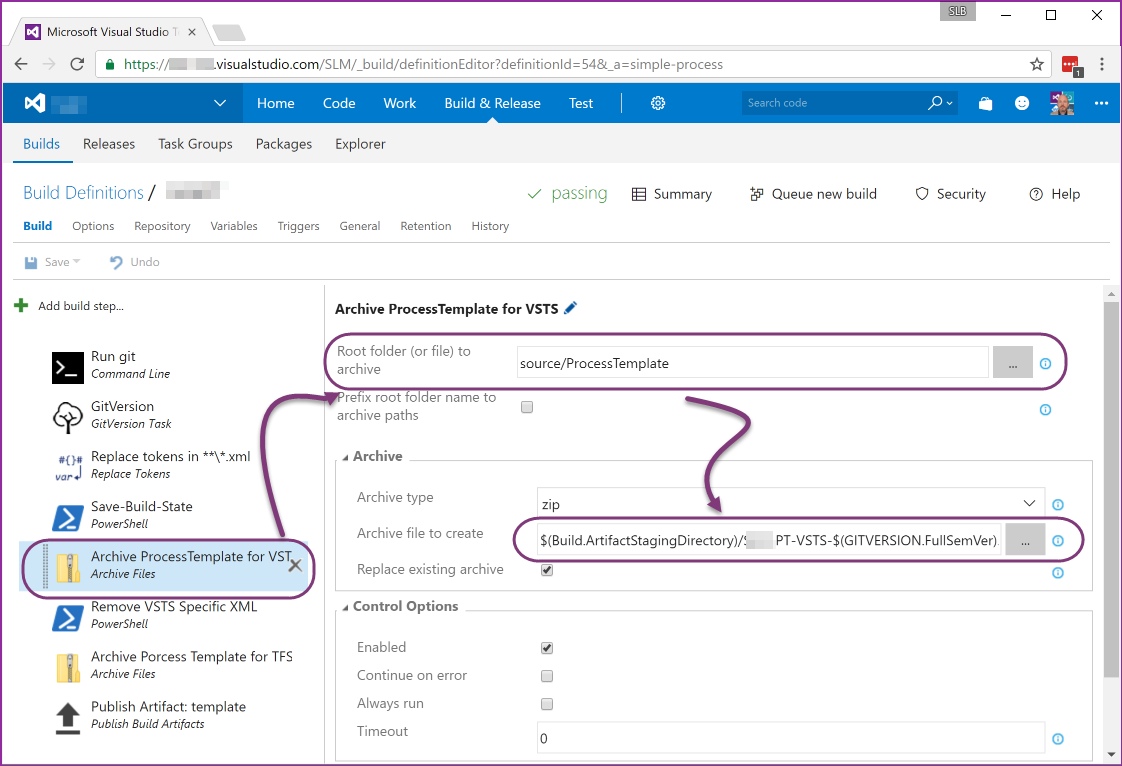 SLB
Microsoft Visual Studio T
https:// .visualstudio.com/SLM/_build/definitionEditor?definitionId=54&_a=simple-process
1
Home Code Work Build & Release Test Search code
Builds Releases Task Groups Packages Explorer
Build Definitions / passing Summary Queue new build Security Help
Build Options Repository Variables Triggers General Retention History
Save Undo
Add build step...
Run git
Command Line
GitVersion
GitVersion Task
#{}#
var
Replace tokens in **\*.xml
Replace Tokens
Save-Build-State
PowerShell
Archive ProcessTemplate for VST
Archive Files
Remove VSTS Specific XML
PowerShell
Archive Porcess Template for TFS
Archive Files
Publish Artifact: template
Publish Build Artifacts
Archive ProcessTemplate for VSTS
Root folder (or file) to
archive
source/ProcessTemplate
...
Prefix root folder name to
archive paths
Archive
Archive type
zip
Archive file to create
$(Build.ArtifactStagingDirectory)/ PT-VSTS-$(GITVERSION.FullSemVer).
...
Replace existing archive
Control Options
Enabled
Continue on error
Always run
Timeout
0